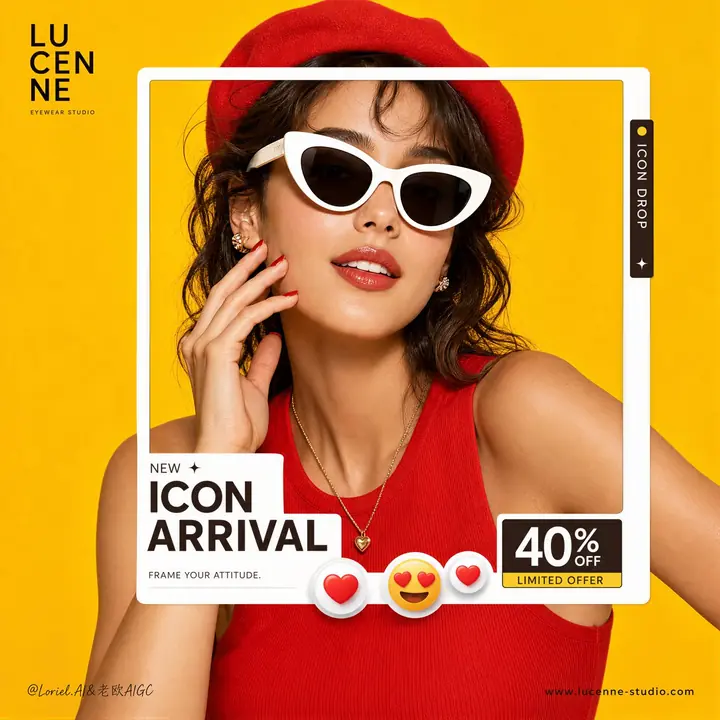 LU
CEN
NE
EYEWEAR STUDIO
ICON DROP
NEW
ICON
ARRIVAL
FRAME YOUR ATTITUDE.
40% OFF
LIMITED OFFER
@Loriel.AI&老欧AIGC
www.lucenne-studio.com